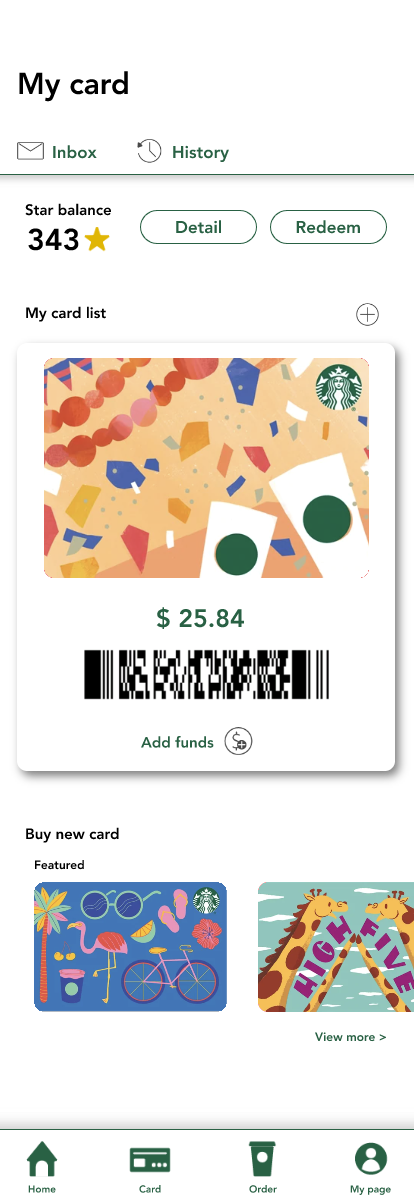 My card
Inbox
History
Star balance
343
Detail
Redeem
My card list
$ 25.84
Add funds
Buy new card
Featured
HIGH FIVE
View more >
Home
Card
Order
My page